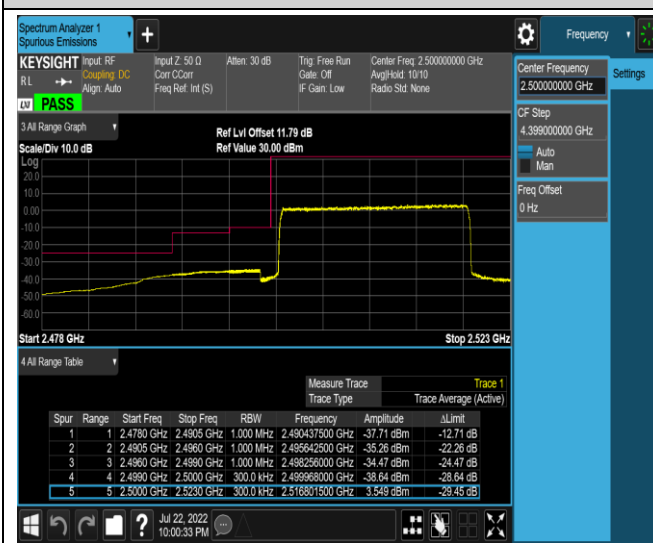 Spectrum Analyzer 1
Spurious Emissions
+
Frequency
KEYSIGHT Input: RF Input Z: 50 Ω Atten: 30 dB Trig: Free Run Center Freq: 2.500000000 GHz
RL Coupling: DC Corr CCorr Gate: Off Avg|Hold: 10/10
Align: Auto Freq Ref: Int (S) IF Gain: Low Radio Std: None
PASS
Center Frequency
2.500000000 GHz
Settings
CF Step
4.399000000 GHz
Auto
Man
Freq Offset
0 Hz
3 All Range Graph
Ref Lvl Offset 11.79 dB
Scale/Div 10.0 dB Ref Value 30.00 dBm
Log
20.0
10.0
0.00
-10.0
-20.0
-30.0
-40.0
-50.0
-60.0
Start 2.478 GHz Stop 2.523 GHz
4 All Range Table
Measure Trace Trace 1
Trace Type Trace Average (Active)
Spur Range Start Freq Stop Freq RBW Frequency Amplitude ΔLimit
1 1 2.4780 GHz 2.4905 GHz 1.000 MHz 2.490437500 GHz -37.71 dBm -12.71 dB
2 2 2.4905 GHz 2.4960 GHz 1.000 MHz 2.495642500 GHz -35.26 dBm -22.26 dB
3 3 2.4960 GHz 2.4990 GHz 1.000 MHz 2.498256000 GHz -34.47 dBm -24.47 dB
4 4 2.4990 GHz 2.5000 GHz 300.0 kHz 2.499968000 GHz -38.64 dBm -28.64 dB
5 5 2.5000 GHz 2.5230 GHz 300.0 kHz 2.516801500 GHz 3.549 dBm -29.45 dB
?
Jul 22, 2022
10:00:33 PM